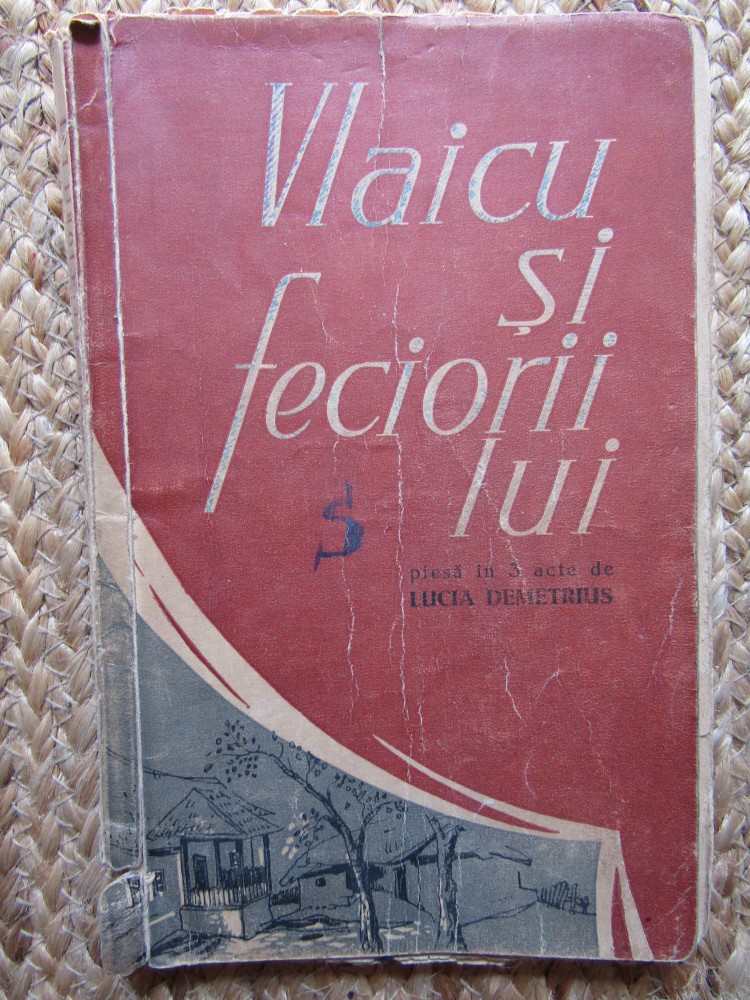 Vlaicu
și
feciorii
lui
S
piesă în 3 acte de
LUCIA DEMETRIUS